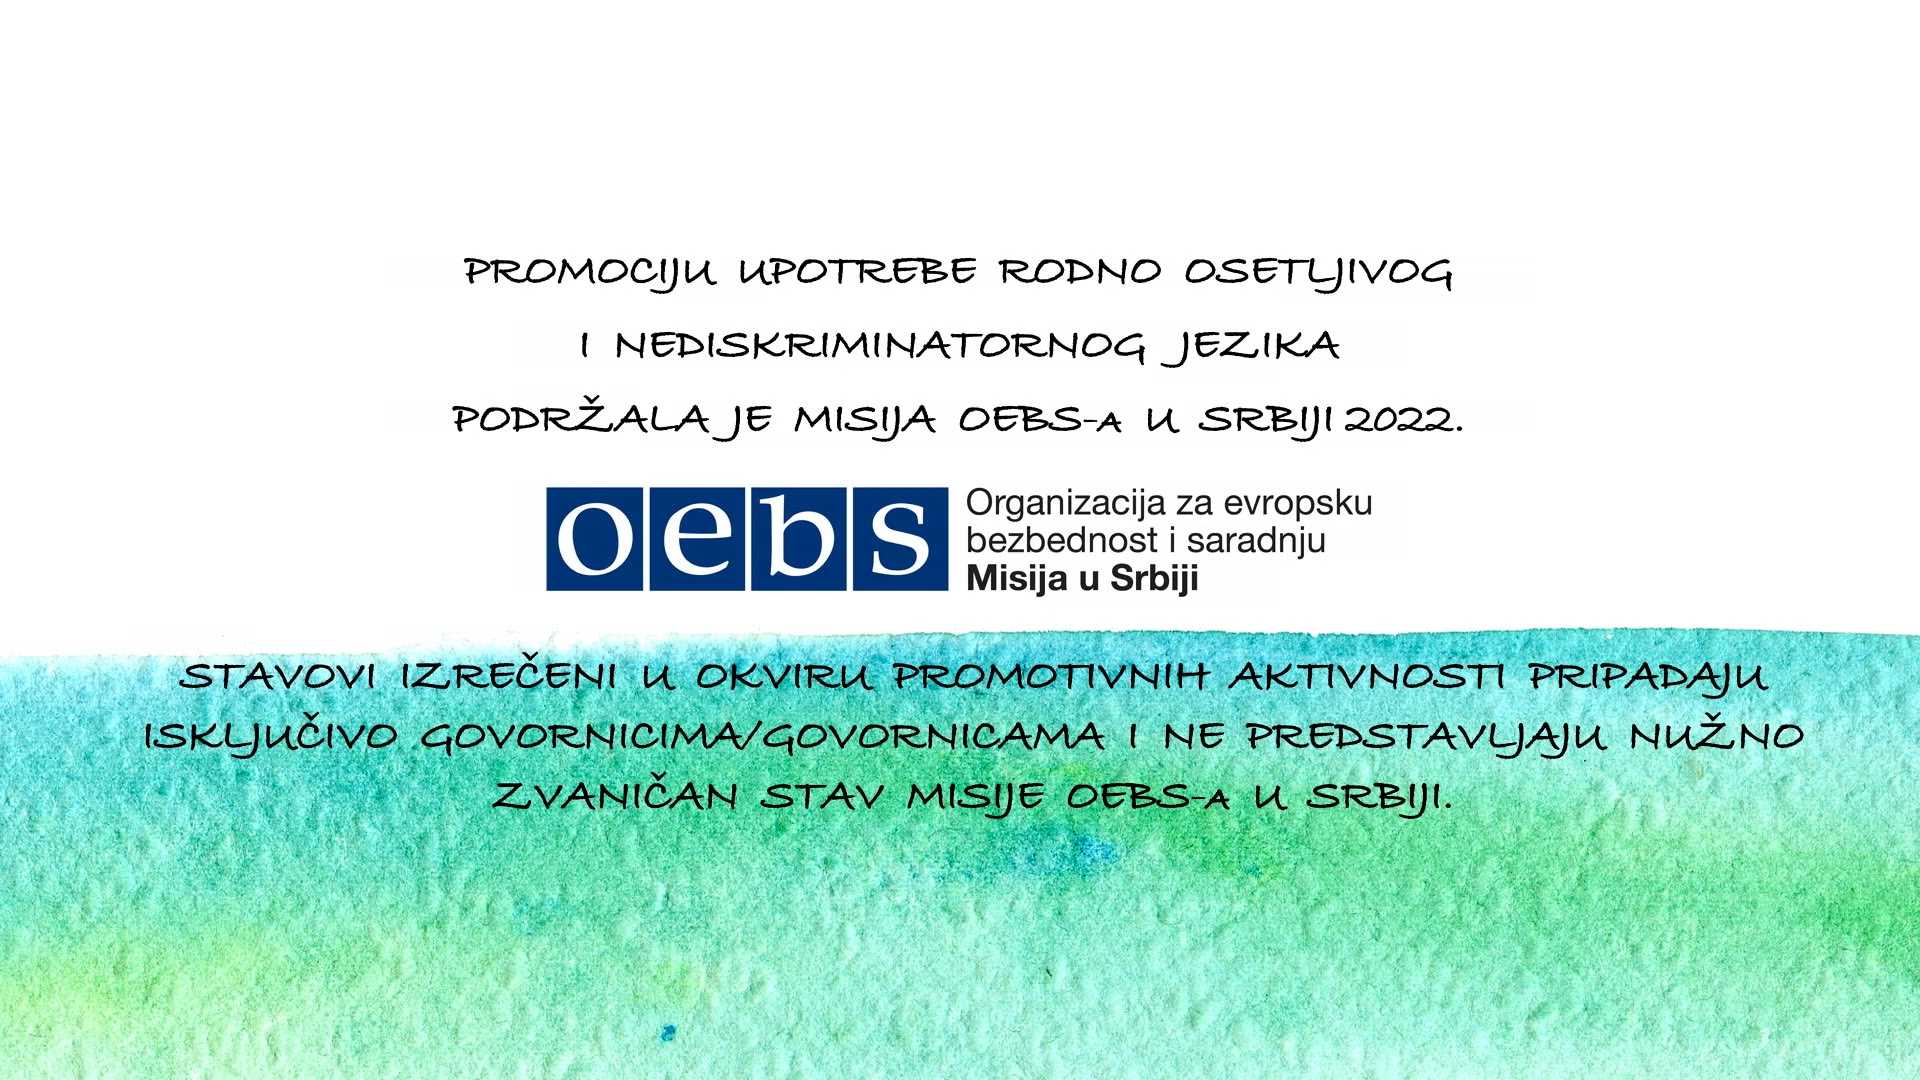 PROMOCIJU UPOTREBE RODNO OSETLJIVOG
I NEDISKRIMINATORNOG JEZIKA
PODRŽALA JE MISIJA OEBS-A U SRBIJI 2022.
oebs
Organizacija za evropsku
bezbednost i saradnju
Misija u Srbiji
STAVOVI IZREČENI U OKVIRU PROMOTIVNIH AKTIVNOSTI PRIPADAJU
ISKLJUČIVO GOVORNICIMA/GOVORNICAMA I NE PREDSTAVLJAJU NUŽNO
ZVANIČAN STAV MISIJE OEBS-A U SRBIJI.